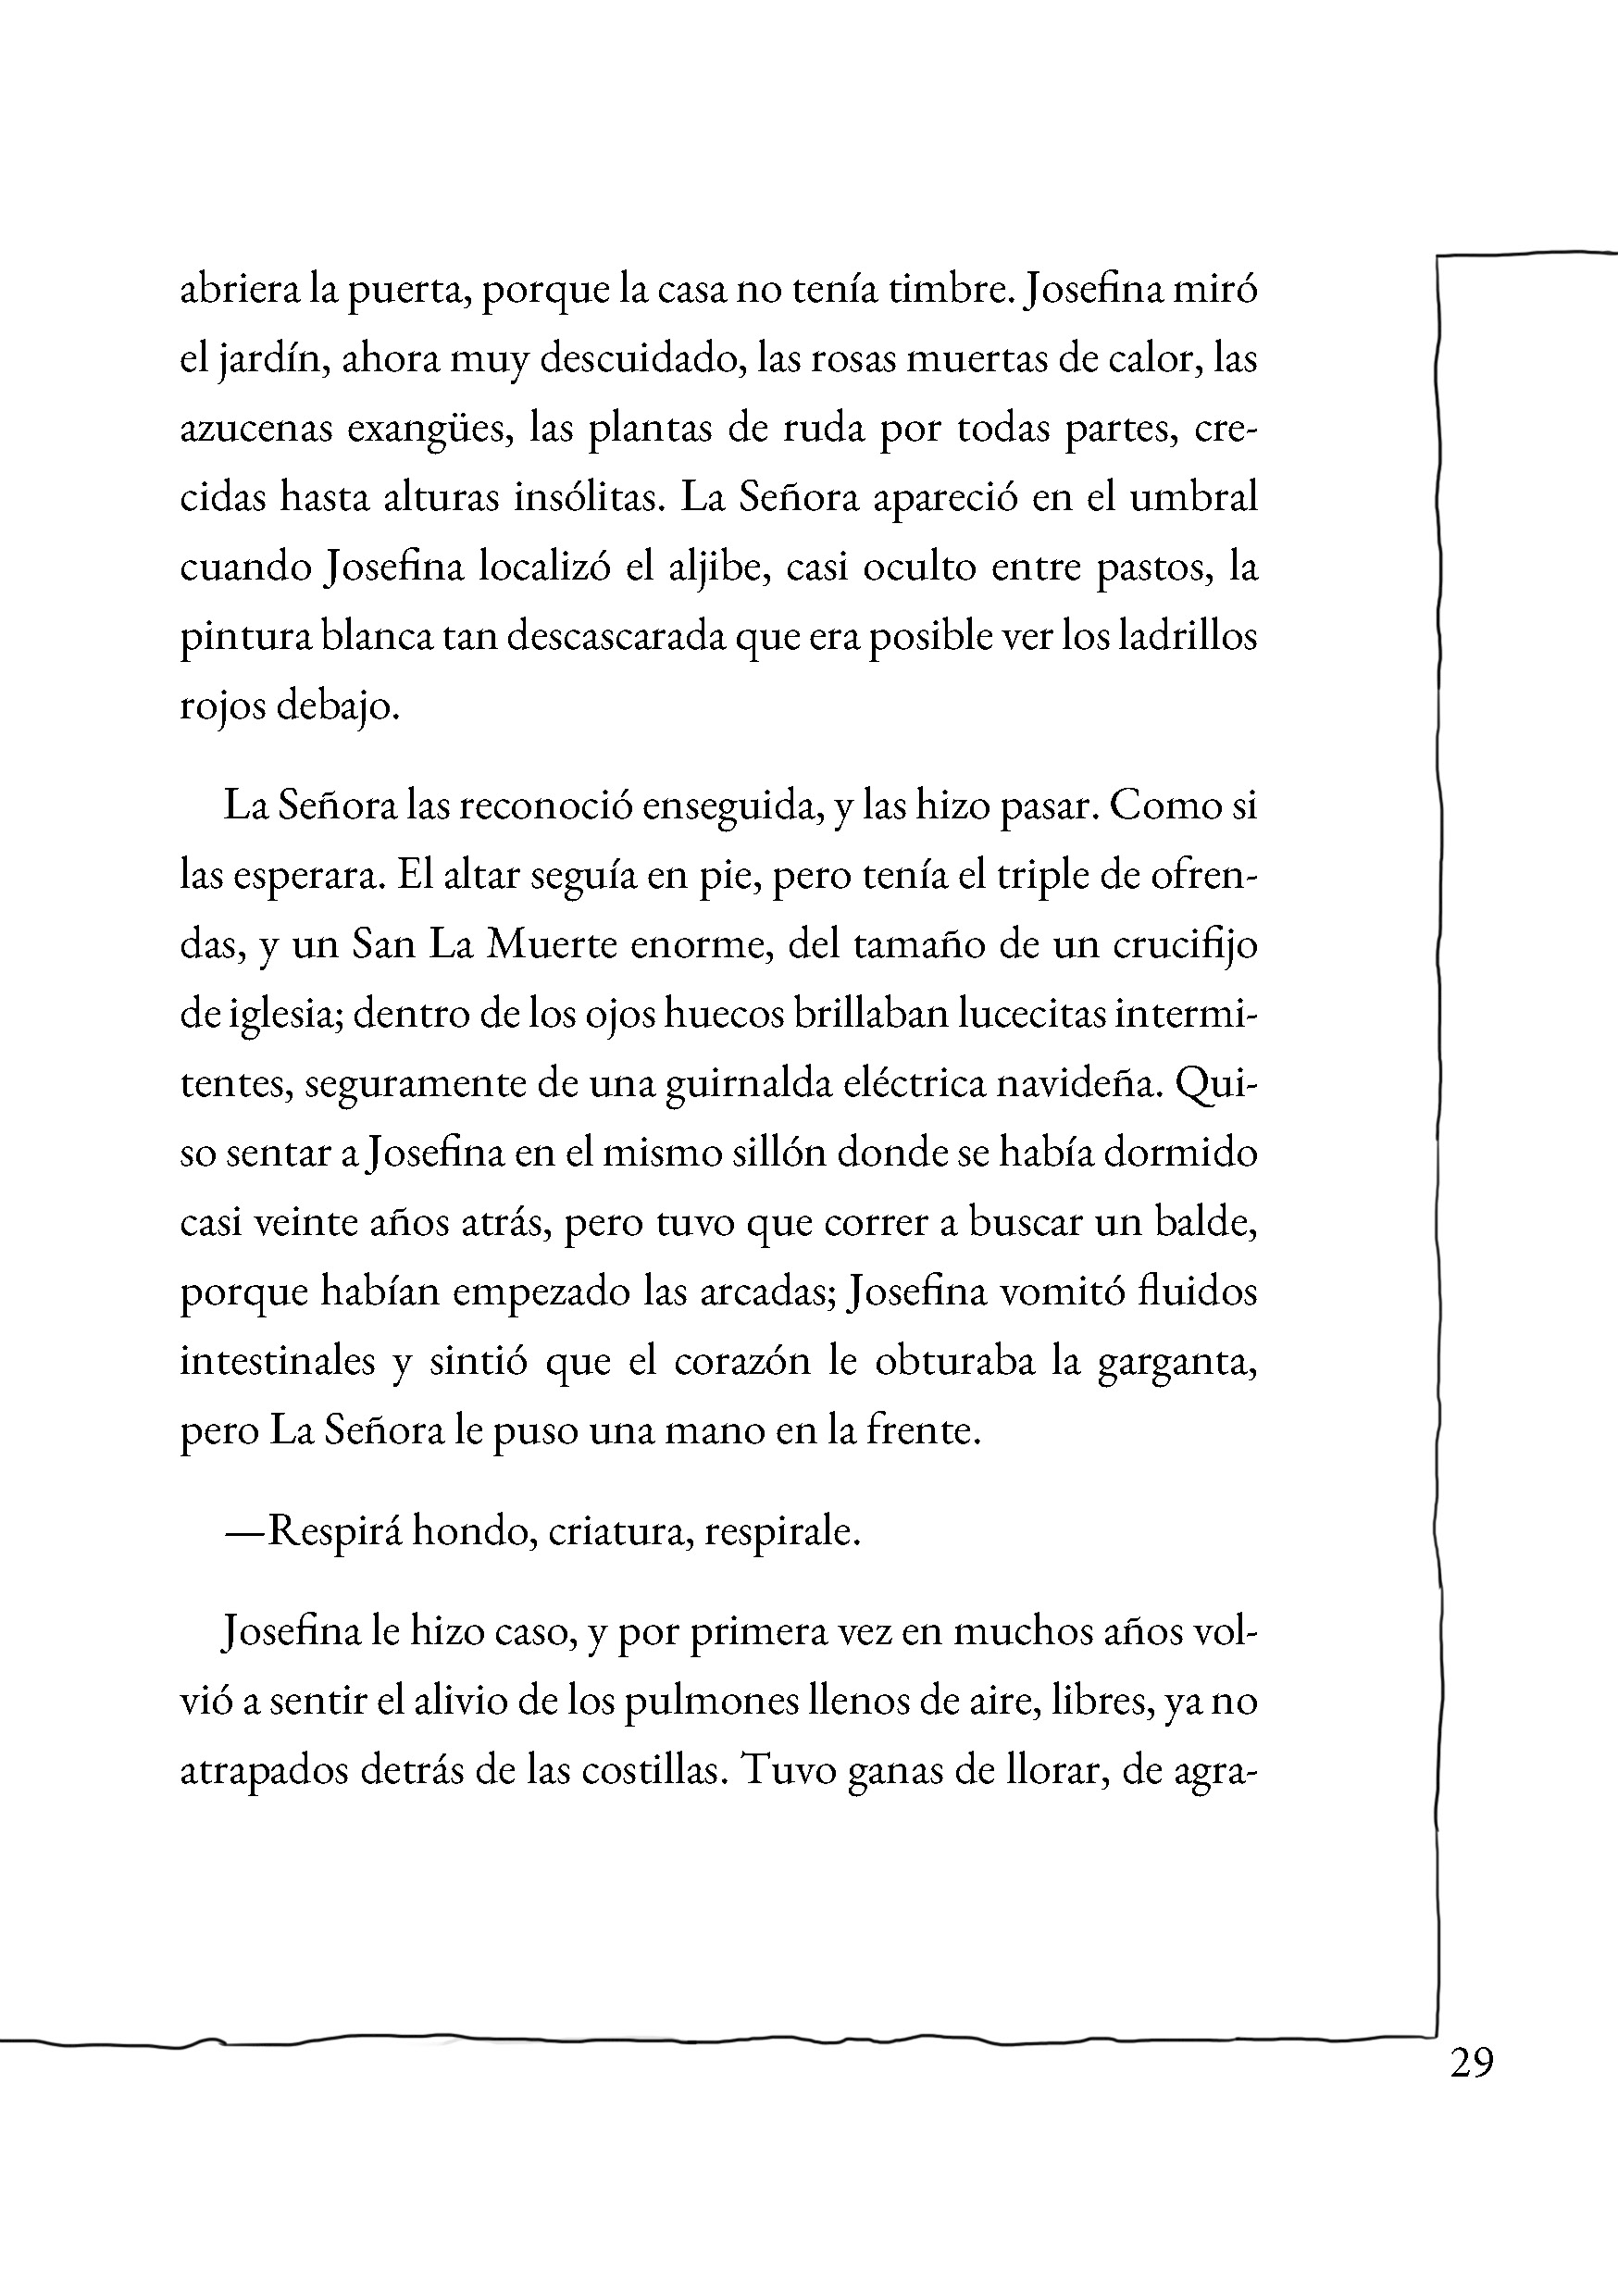 abriera la puerta, porque la casa no tenía timbre. Josefina miró
el jardín, ahora muy descuidado, las rosas muertas de calor, las
azucenas exangües, las plantas de ruda por todas partes, cre-
cidas hasta alturas insólitas. La Señora apareció en el umbral
cuando Josefina localizó el aljibe, casi oculto entre pastos, la
pintura blanca tan descascarada que era posible ver los ladrillos
rojos debajo.
La Señora las reconoció enseguida, y las hizo pasar. Como si
las esperara. El altar seguía en pie, pero tenía el triple de ofren-
das, y un San La Muerte enorme, del tamaño de un crucifijo
de iglesia; dentro de los ojos huecos brillaban lucecitas intermi-
tentes, seguramente de una guirnalda eléctrica navideña. Qui-
so sentar a Josefina en el mismo sillón donde se había dormido
casi veinte años atrás, pero tuvo que correr a buscar un balde,
porque habían empezado las arcadas; Josefina vomitó fluidos
intestinales y sintió que el corazón le obturaba la garganta,
pero La Señora le puso una mano en la frente.
—Respirá hondo, criatura, respirale.
Josefina le hizo caso, y por primera vez en muchos años vol-
vió a sentir el alivio de los pulmones llenos de aire, libres, ya no
atrapados detrás de las costillas. Tuvo ganas de llorar, de agra-
29